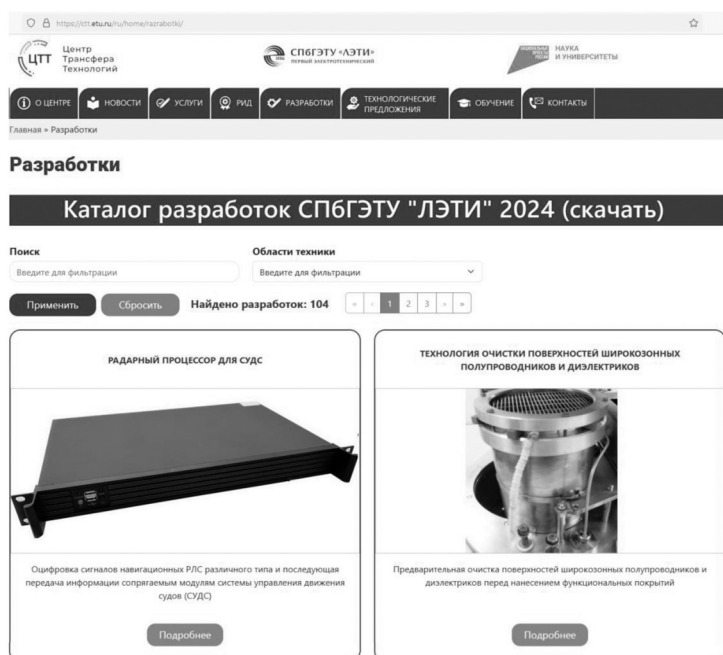 https://ctt.etu.ru/ru/home/razrabotki/
ЦТТ
Центр
Трансфера
Технологий
СПбГЭТУ «ЛЭТИ»
ПЕРВЫЙ ЭЛЕКТРОТЕХНИЧЕСКИЙ
НАЦИОНАЛЬНЫЕ
ПРОЕКТЫ
РОССИИ
НАУКА
И УНИВЕРСИТЕТЫ
О ЦЕНТРЕ
НОВОСТИ
УСЛУГИ
РИД
РАЗРАБОТКИ
ТЕХНОЛОГИЧЕСКИЕ
ПРЕДЛОЖЕНИЯ
ОБУЧЕНИЕ
КОНТАКТЫ
Главная » Разработки
Разработки
Каталог разработок СПбГЭТУ "ЛЭТИ" 2024 (скачать)
Поиск
Области техники
Введите для фильтрации
Введите для фильтрации
Применить
Сбросить
Найдено разработок: 104
« ‹ 1 2 3 › »
РАДАРНЫЙ ПРОЦЕССОР ДЛЯ СУДС
Оцифровка сигналов навигационных РЛС различного типа и последующая
передача информации сопрягаемым модулям системы управления движения
судов (СУДС)
Подробнее
ТЕХНОЛОГИЯ ОЧИСТКИ ПОВЕРХНОСТЕЙ ШИРОКОЗОННЫХ
ПОЛУПРОВОДНИКОВ И ДИЭЛЕКТРИКОВ
Предварительная очистка поверхностей широкозонных полупроводников и
диэлектриков перед нанесением функциональных покрытий
Подробнее